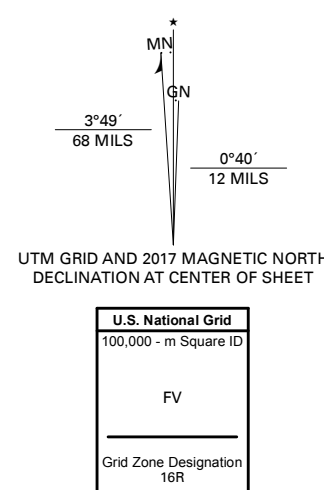 ★
MN
GN
3°49´
68 MILS
0°40´
12 MILS
UTM GRID AND 2017 MAGNETIC NORTH
DECLINATION AT CENTER OF SHEET
U.S. National Grid
100,000 - m Square ID
FV
Grid Zone Designation
16R